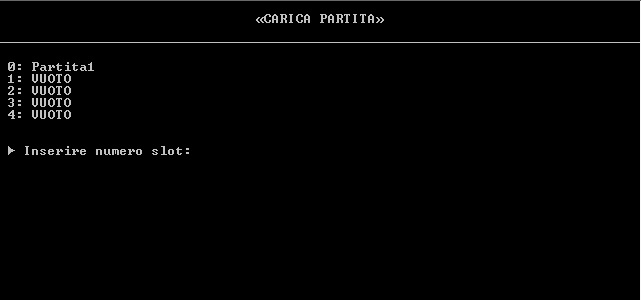 «CARICA PARTITA»
0: Partita1
1: VUOTO
2: VUOTO
3: VUOTO
4: VUOTO
► Inserire numero slot: